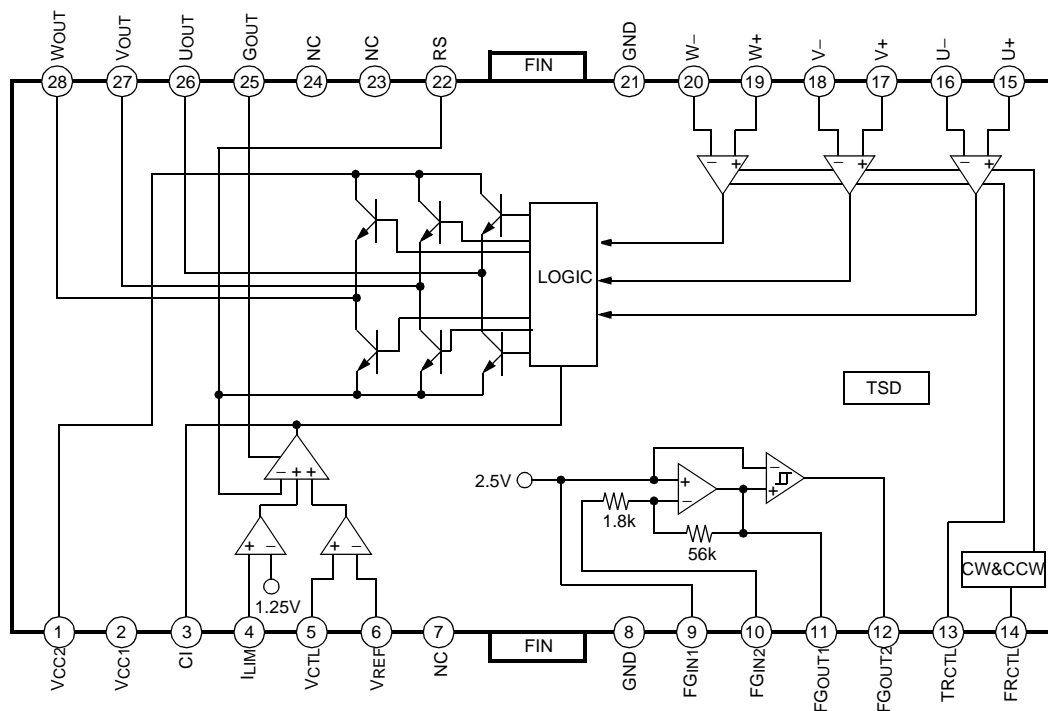 WOUT
VOUT
UOUT
GOUT
NC
NC
RS
GND
W−
W+
V−
V+
U−
U+
FIN
28
27
26
25
24
23
22
21
20
19
18
17
16
15
− +
− +
− +
LOGIC
TSD
− + +
2.5V
+
−
−
+
1.8k
56k
+ −
+ −
1.25V
CW&CCW
1
2
3
4
5
6
7
FIN
8
9
10
11
12
13
14
VCC2
VCC1
CI
ILIM
VCTL
VREF
NC
GND
FGIN1
FGIN2
FGOUT1
FGOUT2
TRCTL
FRCTL